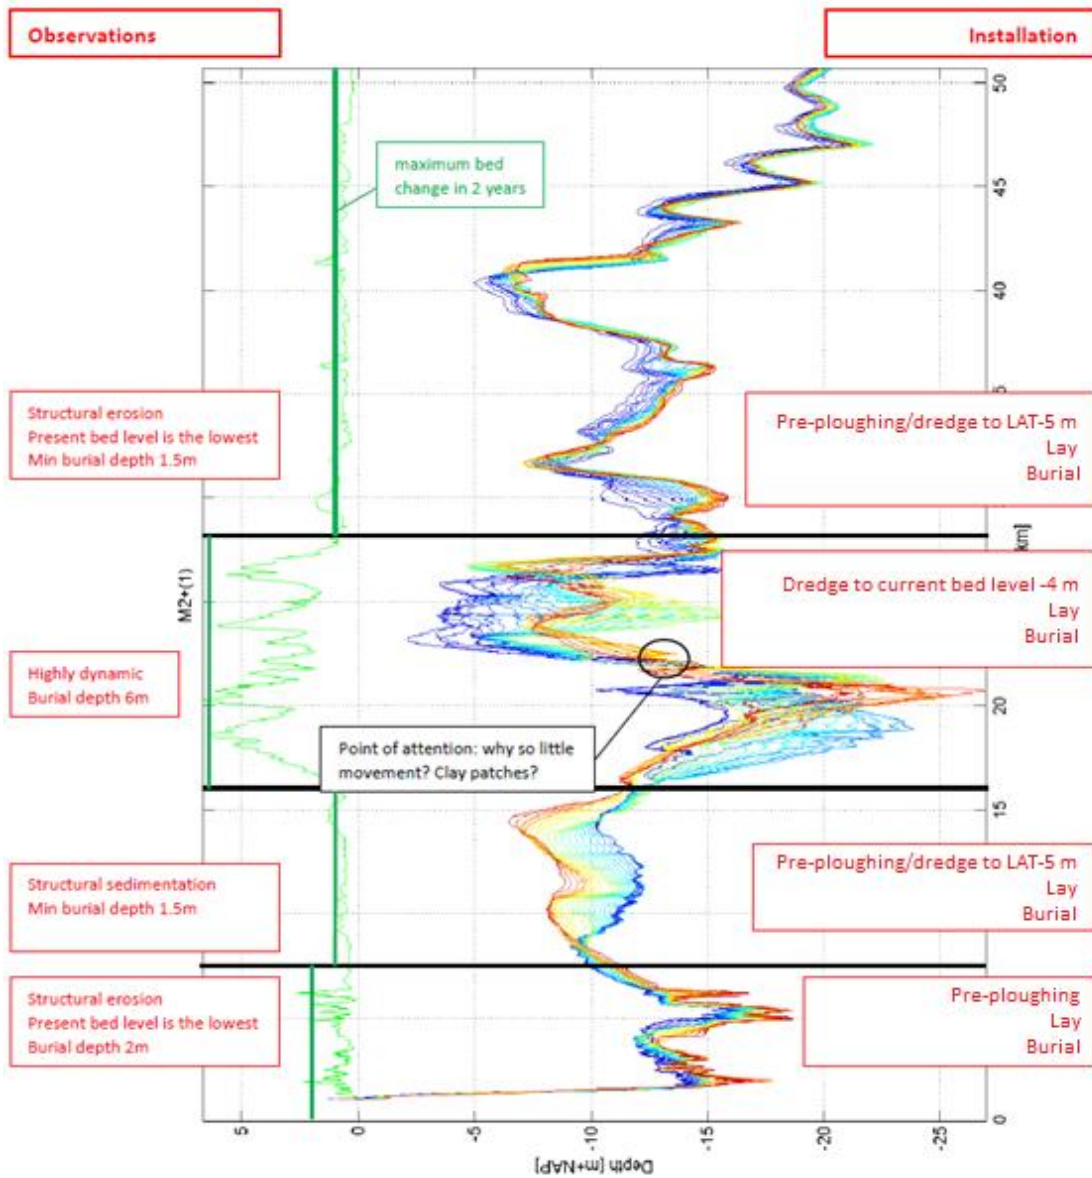 Observations
Installation
50
maximum bed
change in 2 years
45
40
Structural erosion
Present bed level is the lowest
Min burial depth 1.5m
Pre-ploughing/dredge to LAT-5 m
Lay
Burial
5
km]
M2+(1)
Dredge to current bed level -4 m
Lay
Burial
Highly dynamic
Burial depth 6m
20
Point of attention: why so little
movement? Clay patches?
15
Structural sedimentation
Min burial depth 1.5m
Pre-ploughing/dredge to LAT-5 m
Lay
Burial
Structural erosion
Present bed level is the lowest
Burial depth 2m
Pre-ploughing
Lay
Burial
0
5
0
-5
-10
-15
-20
-25
Depth [m+NAP]